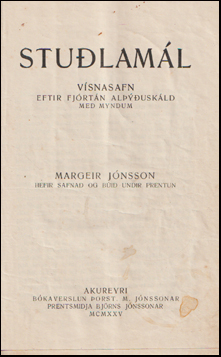 STUÐLAMÁL
VÍSNASAFN
EFTIR FJÓRTÁN ALÞÝÐUSKÁLD
MEÐ MYNDUM
MARGEIR JÓNSSON
HEFIR SAFNAÐ OG BÚIÐ UNDIR PRENTUN
AKUREYRI
BÓKAVERSLUN ÞORST. M. JÓNSSONAR
PRENTSMIÐJA BJÖRNS JÓNSSONAR
MCMXXV